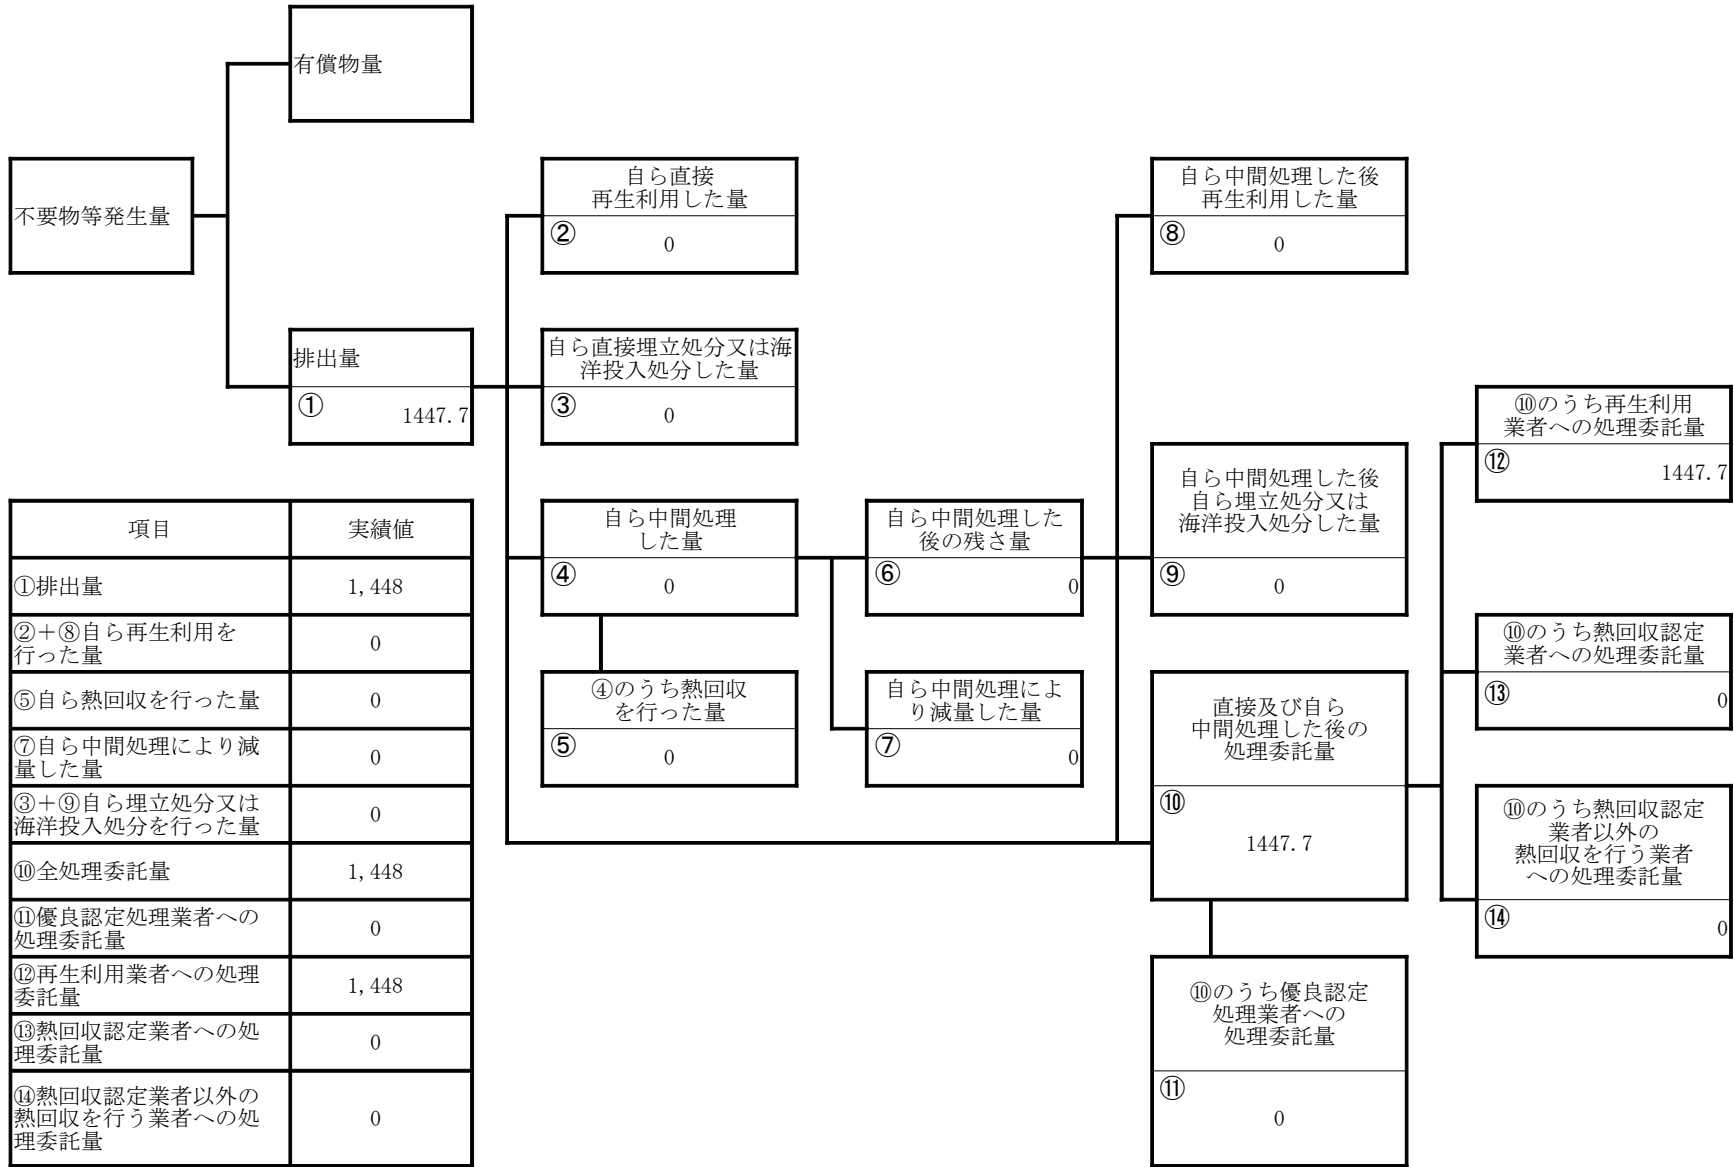 有償物量
不要物等発生量
自ら直接
再生利用した量
②
0
自ら中間処理した後
再生利用した量
⑧
0
排出量
①
1447.7
自ら直接埋立処分又は海
洋投入処分した量
③
0
⑩のうち再生利用
業者への処理委託量
⑫
1447.7
自ら中間処理
した量
④
0
自ら中間処理した
後の残さ量
⑥
0
自ら中間処理した後
自ら埋立処分又は
海洋投入処分した量
⑨
0
⑩のうち熱回収認定
業者への処理委託量
⑬
0
④のうち熱回収
を行った量
⑤
0
自ら中間処理によ
り減量した量
⑦
0
直接及び自ら
中間処理した後の
処理委託量
⑩
1447.7
⑩のうち熱回収認定
業者以外の
熱回収を行う業者
への処理委託量
⑭
0
⑩のうち優良認定
処理業者への
処理委託量
⑪
0
項目 実績値
①排出量 1,448
②+⑧自ら再生利用を
行った量 0
⑤自ら熱回収を行った量 0
⑦自ら中間処理により減
量した量 0
③+⑨自ら埋立処分又は
海洋投入処分を行った量 0
⑩全処理委託量 1,448
⑪優良認定処理業者への
処理委託量 0
⑫再生利用業者への処理
委託量 1,448
⑬熱回収認定業者への処
理委託量 0
⑭熱回収認定業者以外の
熱回収を行う業者への処
理委託量 0